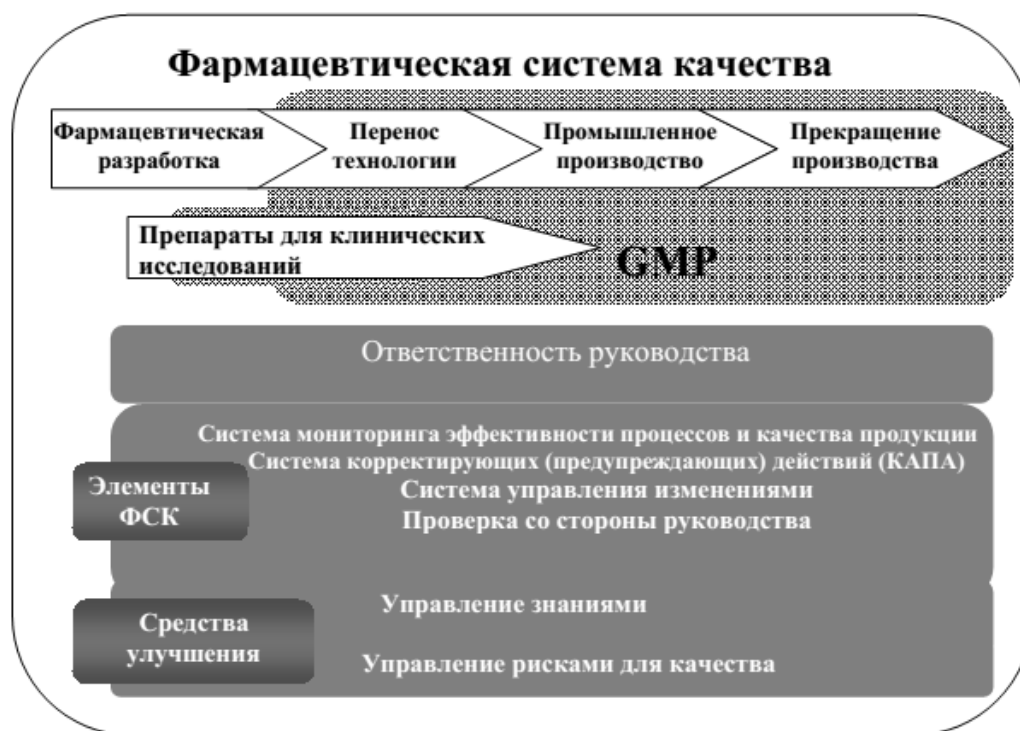 Фармацевтическая система качества
Фармацевтическая
разработка
Перенос
технологии
Промышленное
производство
Прекращение
производства
Препараты для клинических
исследований
GMP
Ответственность руководства
Система мониторинга эффективности процессов и качества продукции
Система корректирующих (предупреждающих) действий (КАПА)
Система управления изменениями
Проверка со стороны руководства
Элементы
ФСК
Управление знаниями
Средства
улучшения
Управление рисками для качества